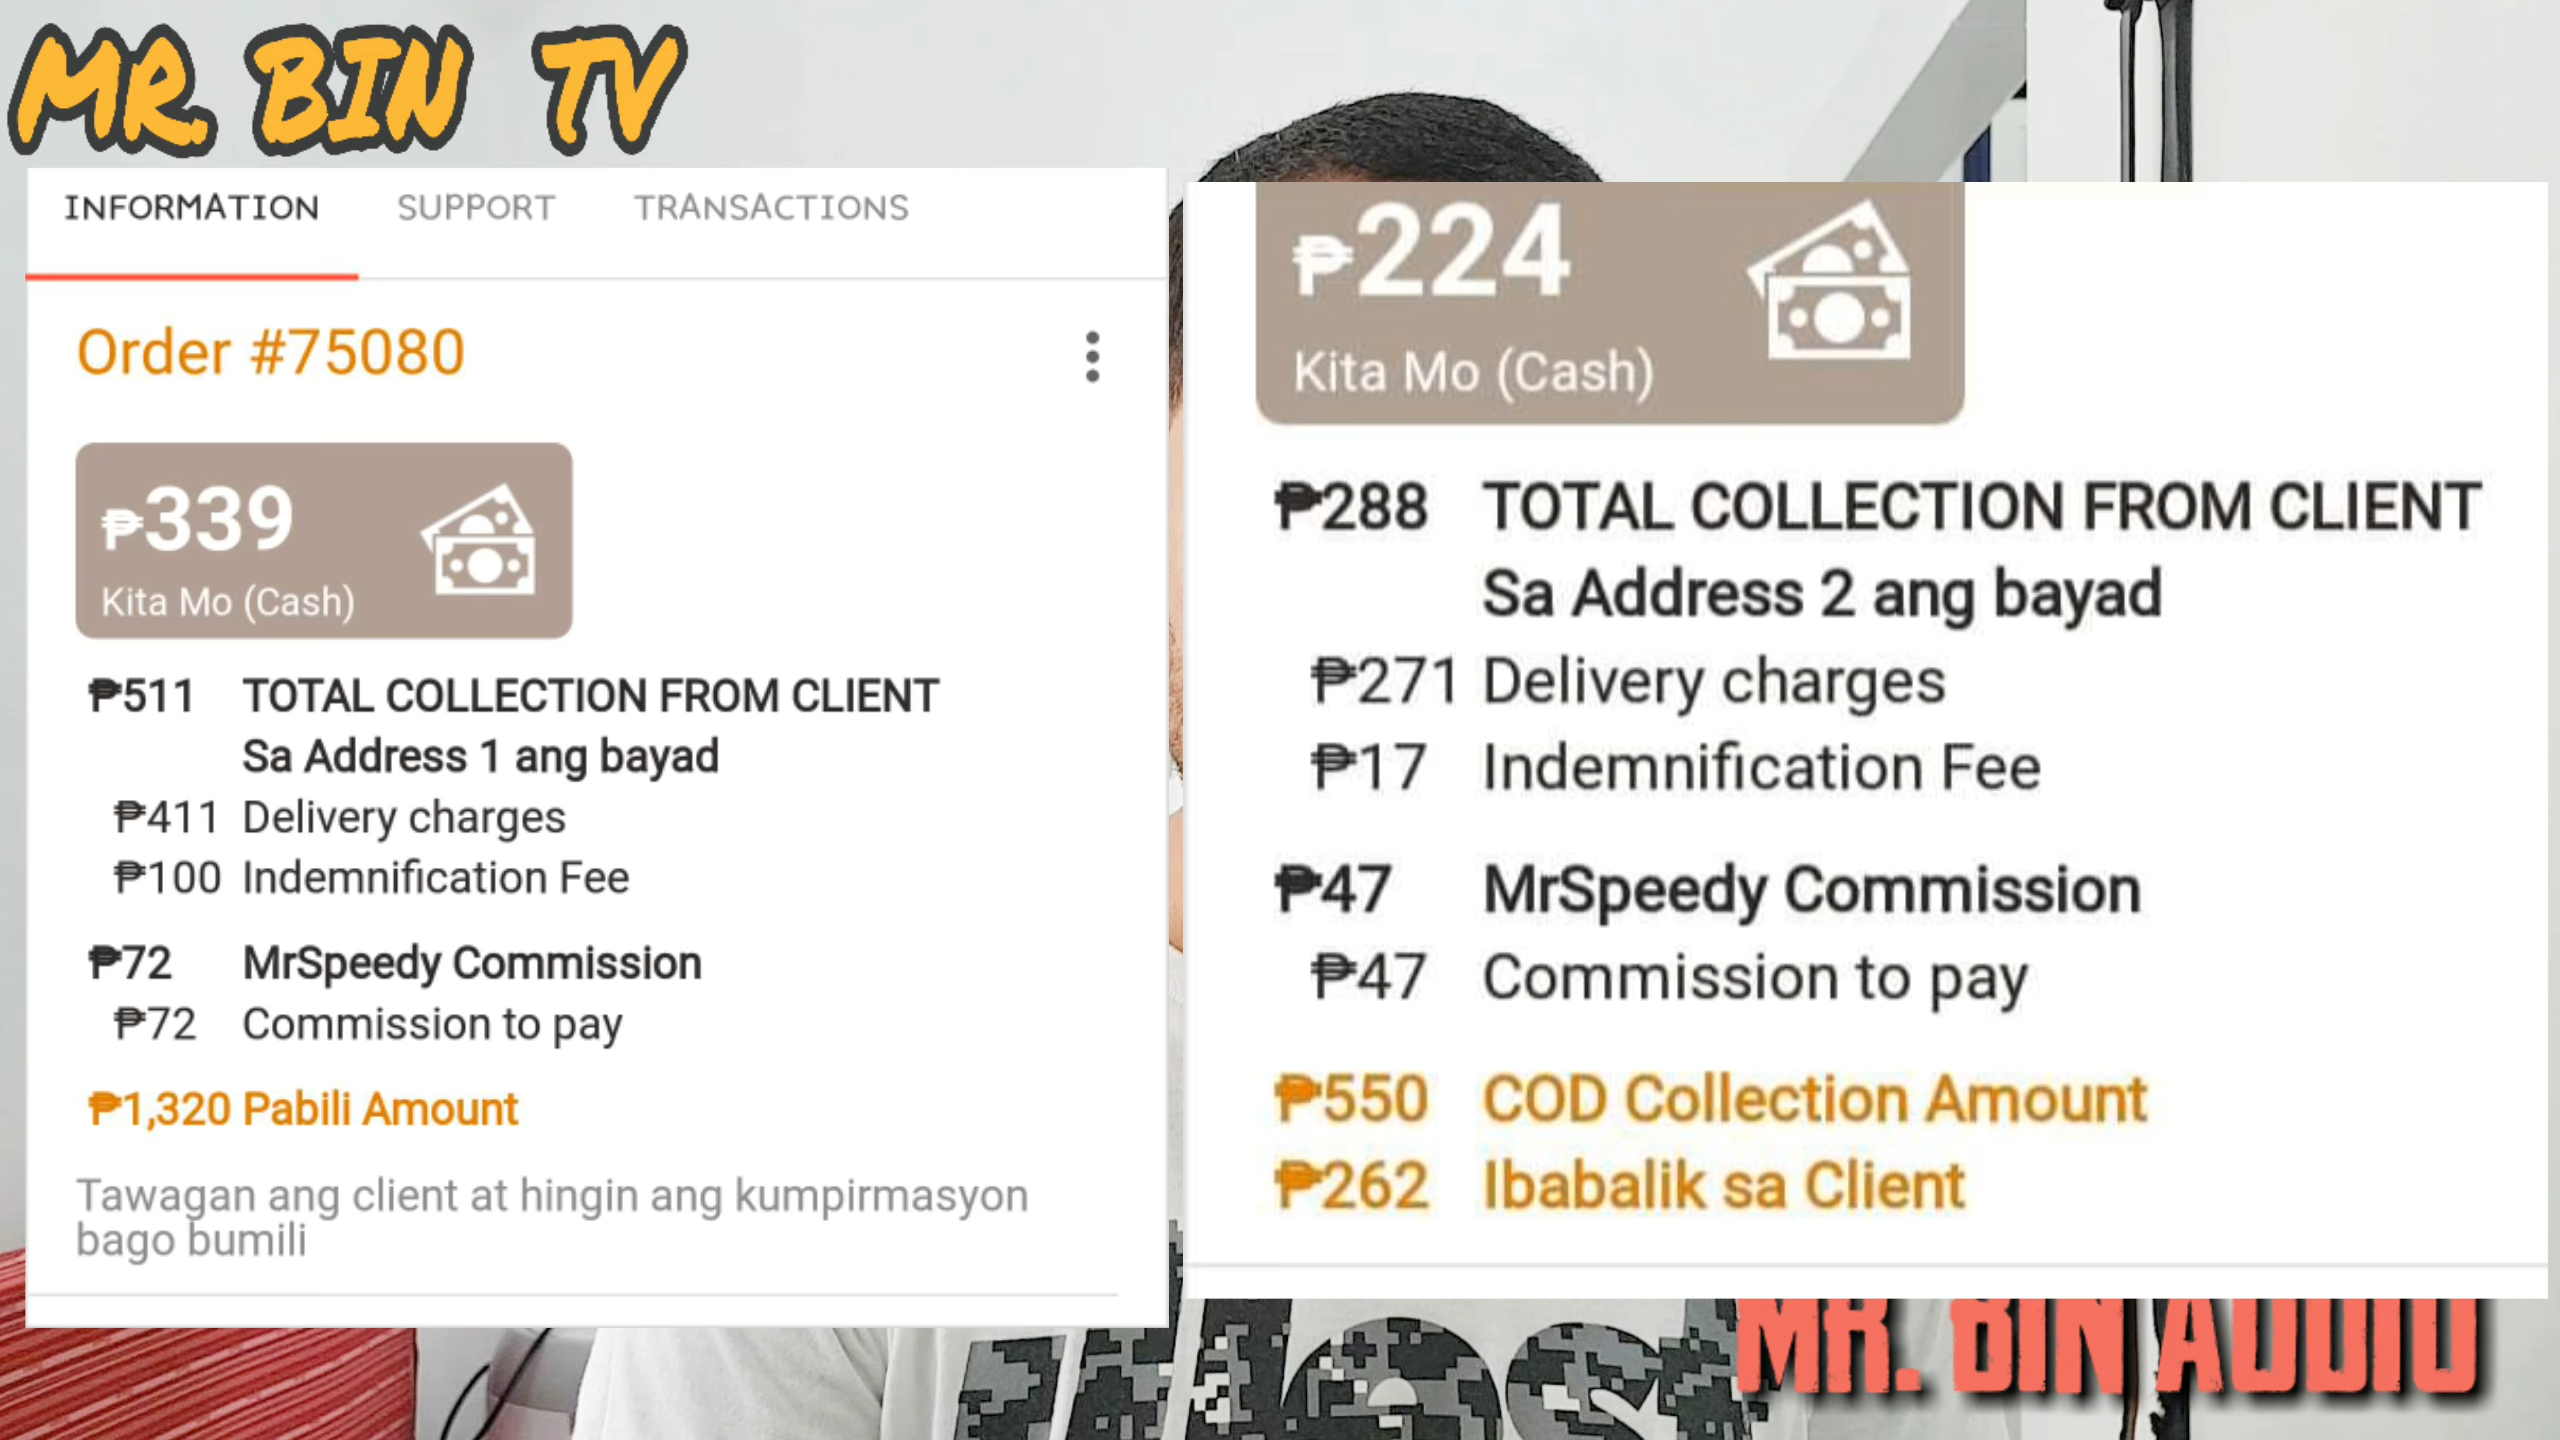 MR. BIN TV
INFORMATION SUPPORT TRANSACTIONS
Order #75080
₱339
Kita Mo (Cash)
₱511 TOTAL COLLECTION FROM CLIENT
Sa Address 1 ang bayad
₱411 Delivery charges
₱100 Indemnification Fee
₱72 MrSpeedy Commission
₱72 Commission to pay
₱1,320 Pabili Amount
Tawagan ang client at hingin ang kumpirmasyon
bago bumili
₱224
Kita Mo (Cash)
₱288 TOTAL COLLECTION FROM CLIENT
Sa Address 2 ang bayad
₱271 Delivery charges
₱17 Indemnification Fee
₱47 MrSpeedy Commission
₱47 Commission to pay
₱550 COD Collection Amount
₱262 Ibabalik sa Client
MR. BIN AUDIO